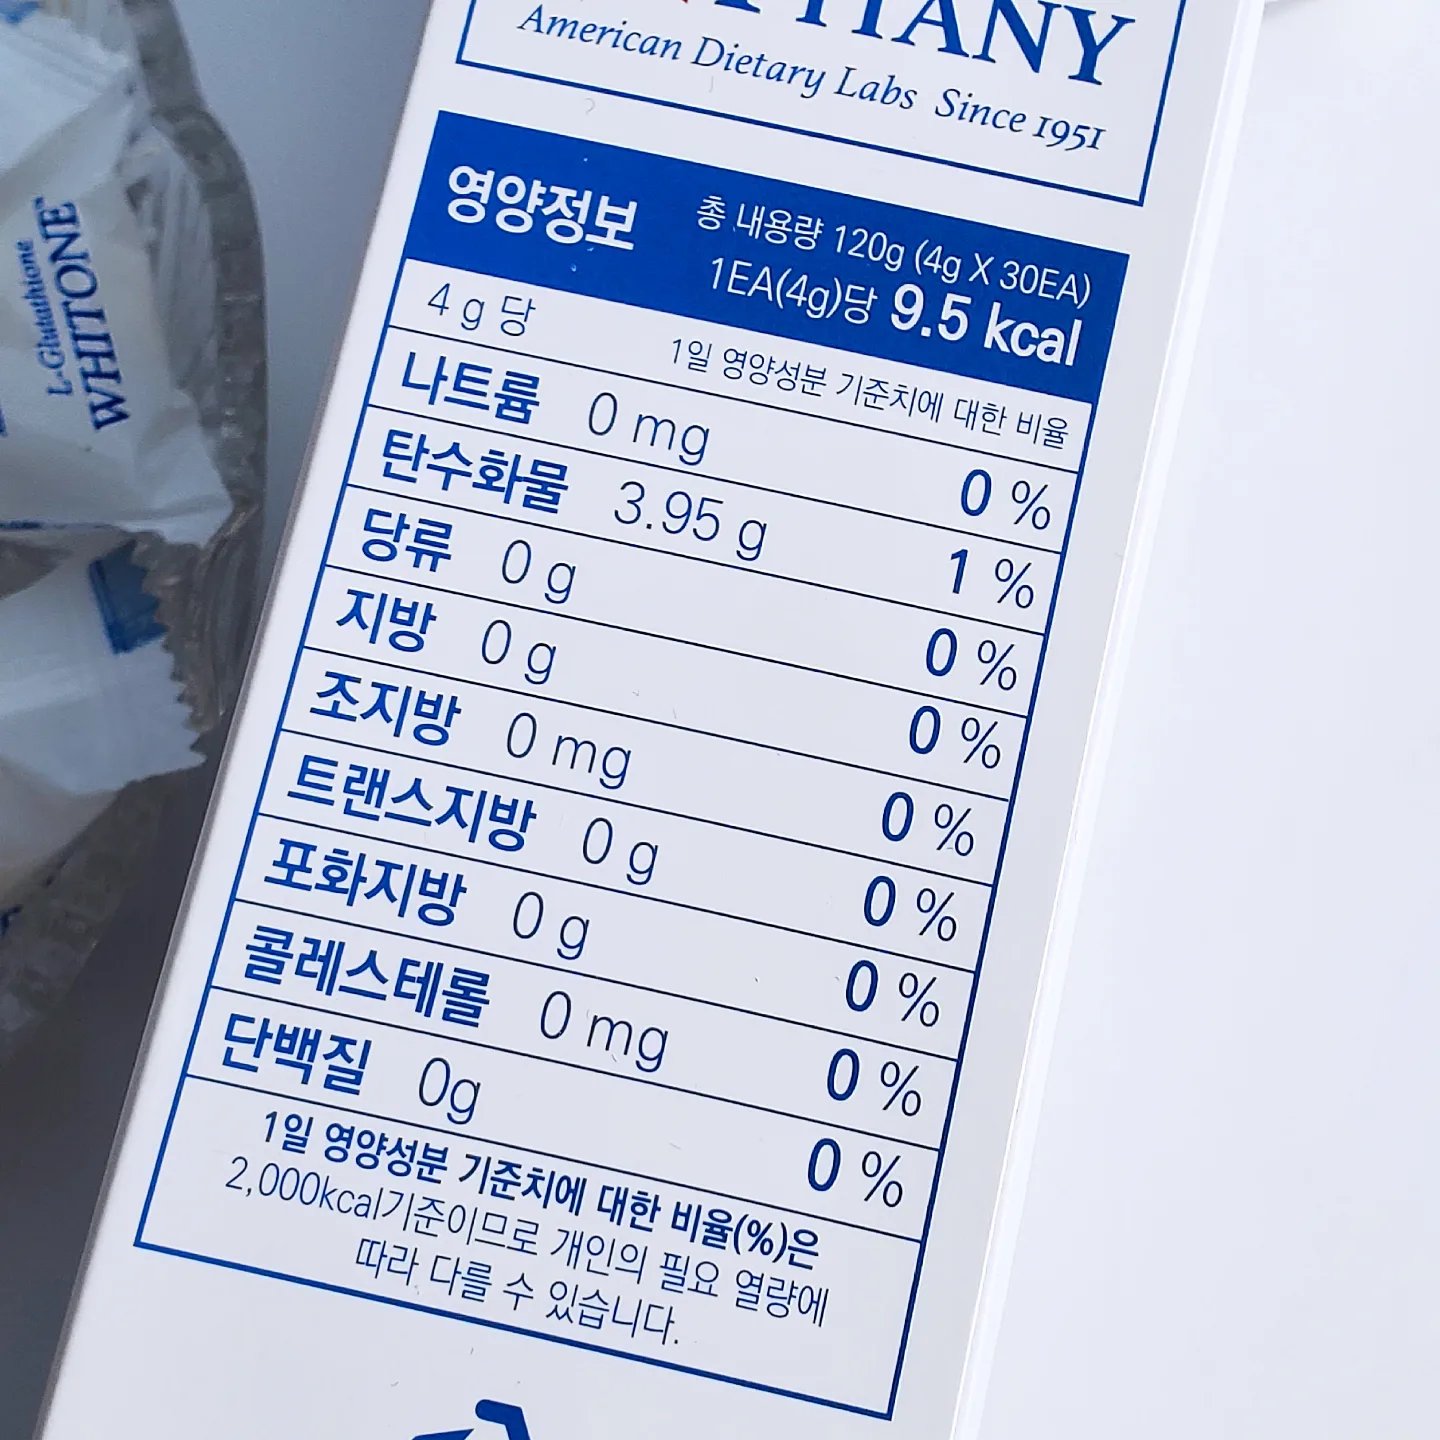 American Dietary Labs Since 1951
영양정보
총 내용량 120g (4g X 30EA)
1EA(4g)당 9.5 kcal
4 g 당 1일 영양성분 기준치에 대한 비율
나트륨 0 mg 0 %
탄수화물 3.95 g 1 %
당류 0 g 0 %
지방 0 g 0 %
조지방 0 mg 0 %
트랜스지방 0 g 0 %
포화지방 0 g 0 %
콜레스테롤 0 mg 0 %
단백질 0g 0 %
1일 영양성분 기준치에 대한 비율(%)은
2,000kcal기준이므로 개인의 필요 열량에
따라 다를 수 있습니다.
L-Glutathione
WHITONE